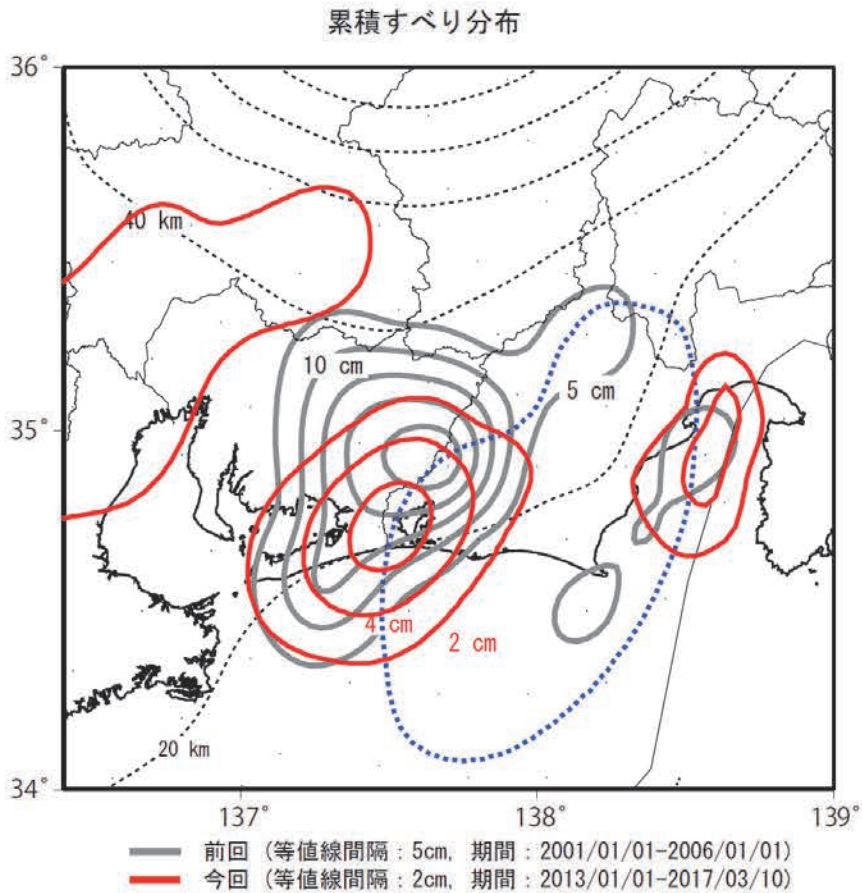 累積すべり分布
36°
40 km
10 cm
5 cm
35°
4 cm
2 cm
20 km
34°
137°
138°
139°
前回 (等値線間隔：5cm, 期間：2001/01/01-2006/01/01)
今回 (等値線間隔：2cm, 期間：2013/01/01-2017/03/10)